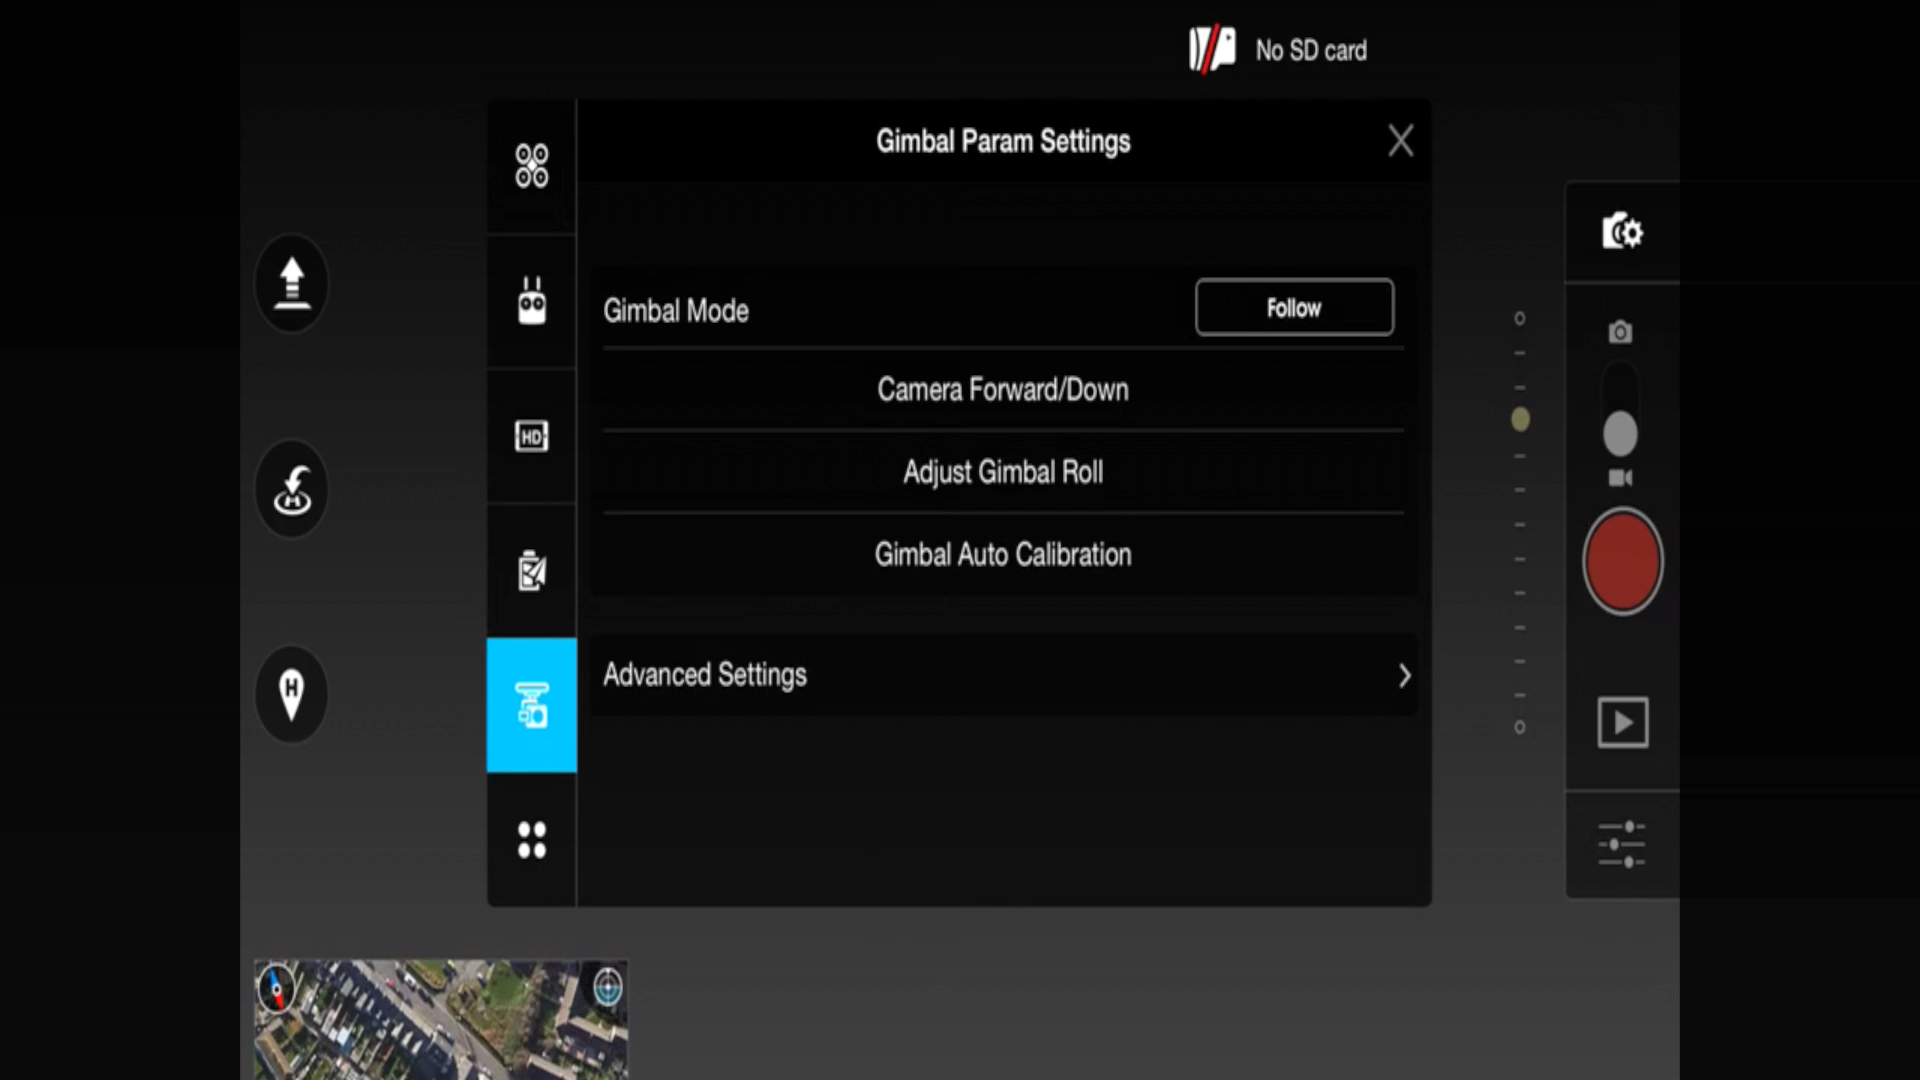 No SD card
Gimbal Param Settings
Gimbal Mode
Follow
Camera Forward/Down
HD
Adjust Gimbal Roll
H
Gimbal Auto Calibration
H
Advanced Settings